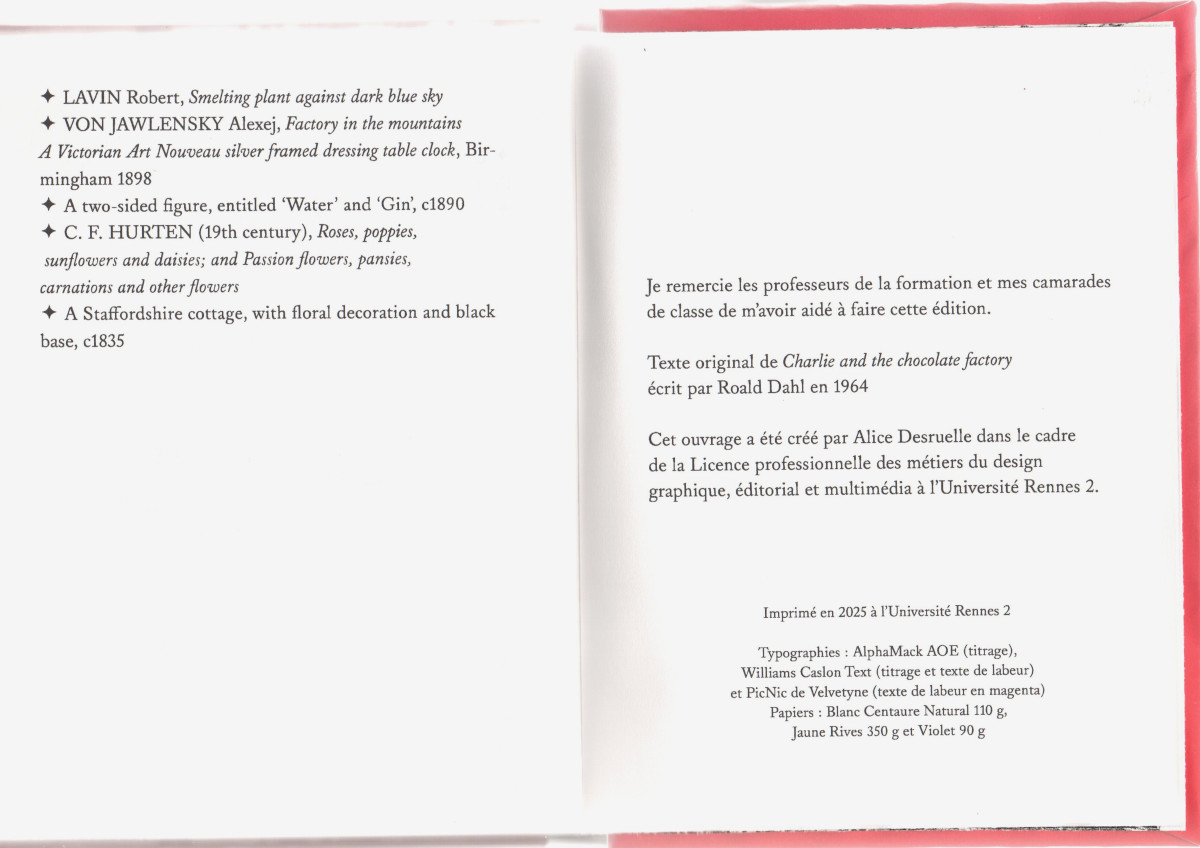 ✦ LAVIN Robert, Smelting plant against dark blue sky
✦ VON JAWLENSKY Alexej, Factory in the mountains
A Victorian Art Nouveau silver framed dressing table clock, Bir-
mingham 1898
✦ A two-sided figure, entitled ‘Water’ and ‘Gin’, c1890
✦ C. F. HURTEN (19th century), Roses, poppies,
sunflowers and daisies; and Passion flowers, pansies,
carnations and other flowers
✦ A Staffordshire cottage, with floral decoration and black
base, c1835
Je remercie les professeurs de la formation et mes camarades
de classe de m’avoir aidé à faire cette édition.
Texte original de Charlie and the chocolate factory
écrit par Roald Dahl en 1964
Cet ouvrage a été créé par Alice Desruelle dans le cadre
de la Licence professionnelle des métiers du design
graphique, éditorial et multimédia à l’Université Rennes 2.
Imprimé en 2025 à l’Université Rennes 2
Typographies : AlphaMack AOE (titrage),
Williams Caslon Text (titrage et texte de labeur)
et PicNic de Velvetyne (texte de labeur en magenta)
Papiers : Blanc Centaure Natural 110 g,
Jaune Rives 350 g et Violet 90 g